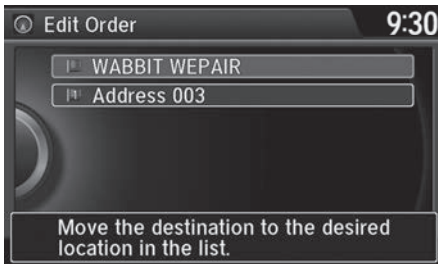 Edit Order
9:30
WABBIT WEPAIR
Address 003
Move the destination to the desired
location in the list.